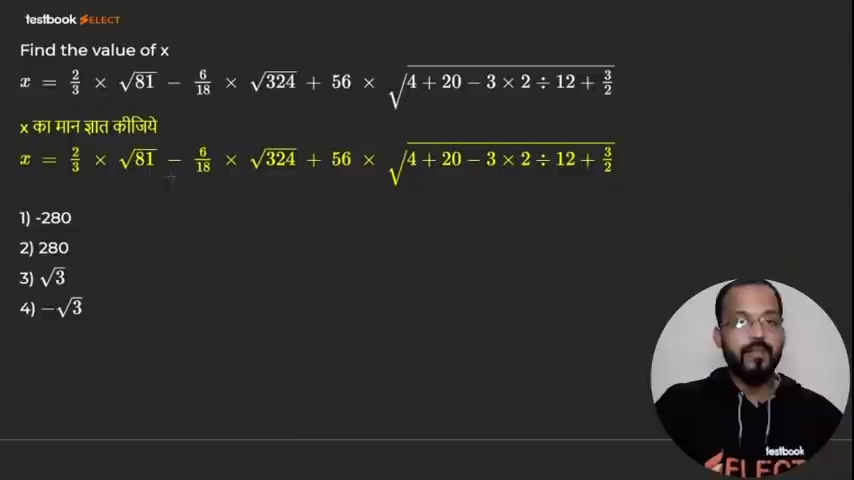 testbook SELECT
Find the value of x
x = 2/3 × √81 − 6/18 × √324 + 56 × √(4 + 20 − 3 × 2 ÷ 12 + 3/2)
x का मान ज्ञात कीजिये
x = 2/3 × √81 − 6/18 × √324 + 56 × √(4 + 20 − 3 × 2 ÷ 12 + 3/2)
1) -280
2) 280
3) √3
4) −√3
testbook
SELECT